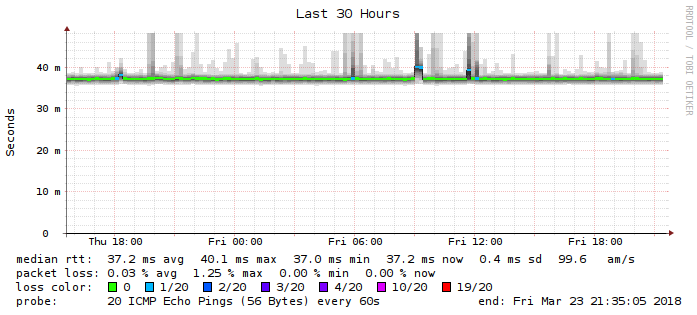 Last 30 Hours
RRDTOOL / TOBI OETIKER
Seconds
40 m
30 m
20 m
10 m
0
Thu 18:00 Fri 00:00 Fri 06:00 Fri 12:00 Fri 18:00
median rtt: 37.2 ms avg 40.1 ms max 37.0 ms min 37.2 ms now 0.4 ms sd 99.6 am/s
packet loss: 0.03 % avg 1.25 % max 0.00 % min 0.00 % now
loss color: 0 1/20 2/20 3/20 4/20 10/20 19/20
probe: 20 ICMP Echo Pings (56 Bytes) every 60s end: Fri Mar 23 21:35:05 2018